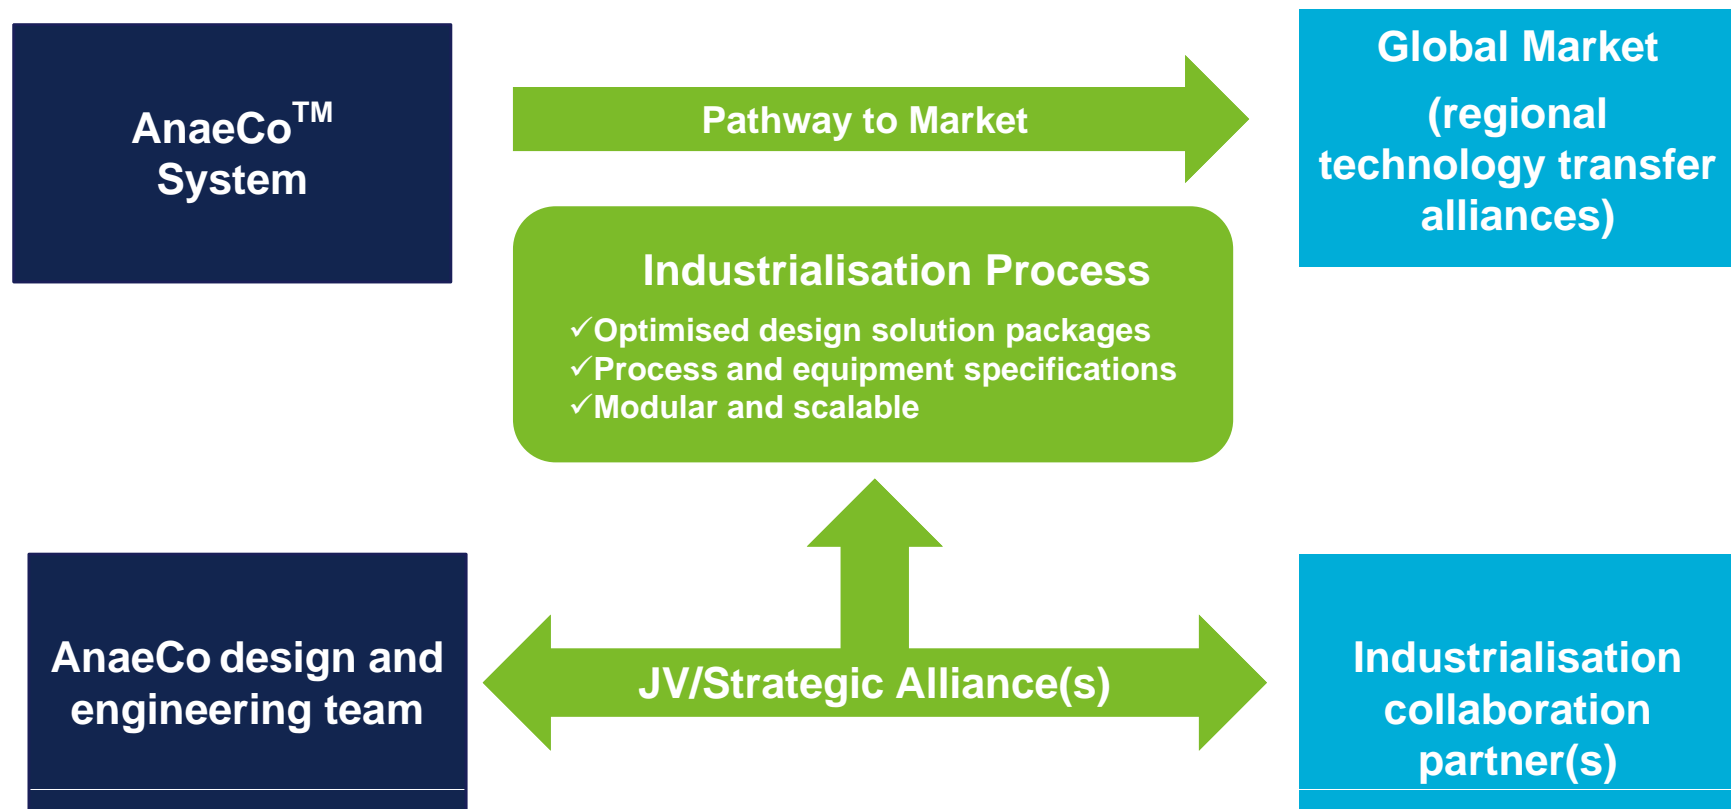 AnaeCo™
System
Pathway to Market
Global Market
(regional
technology transfer
alliances)
Industrialisation Process
✓Optimised design solution packages
✓Process and equipment specifications
✓Modular and scalable
AnaeCo design and
engineering team
JV/Strategic Alliance(s)
Industrialisation
collaboration
partner(s)